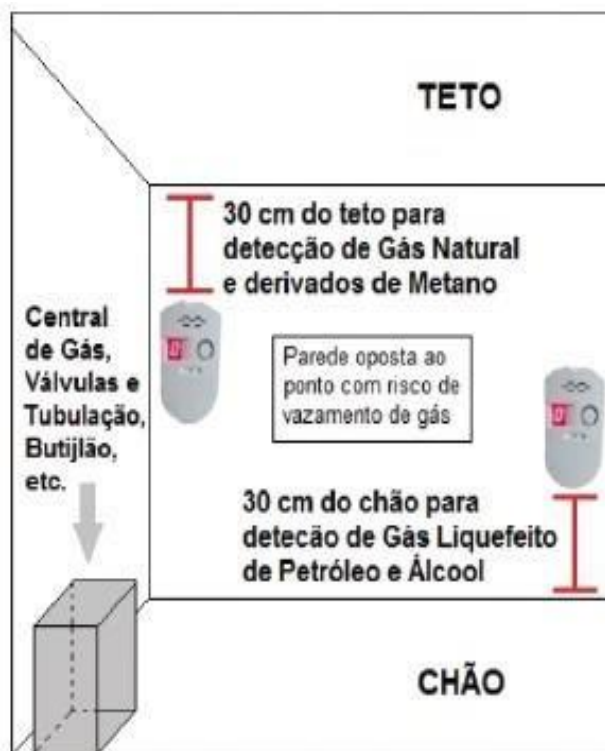 TETO
30 cm do teto para
detecção de Gás Natural
e derivados de Metano
Central
de Gás,
Válvulas e
Tubulação,
Butijlão,
etc.
Parede oposta ao
ponto com risco de
vazamento de gás
30 cm do chão para
detecão de Gás Liquefeito
de Petróleo e Álcool
CHÃO